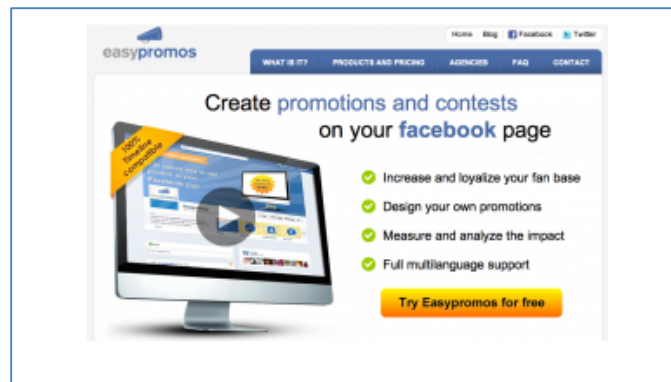 Home Blog Facebook Twitter
easypromos
WHAT IS IT? PRODUCTS AND PRICING AGENCIES FAQ CONTACT
Create promotions and contests
on your facebook page
100%
Timeline
compatible
Increase and loyalize your fan base
Design your own promotions
Measure and analyze the impact
Full multilanguage support
Try Easypromos for free